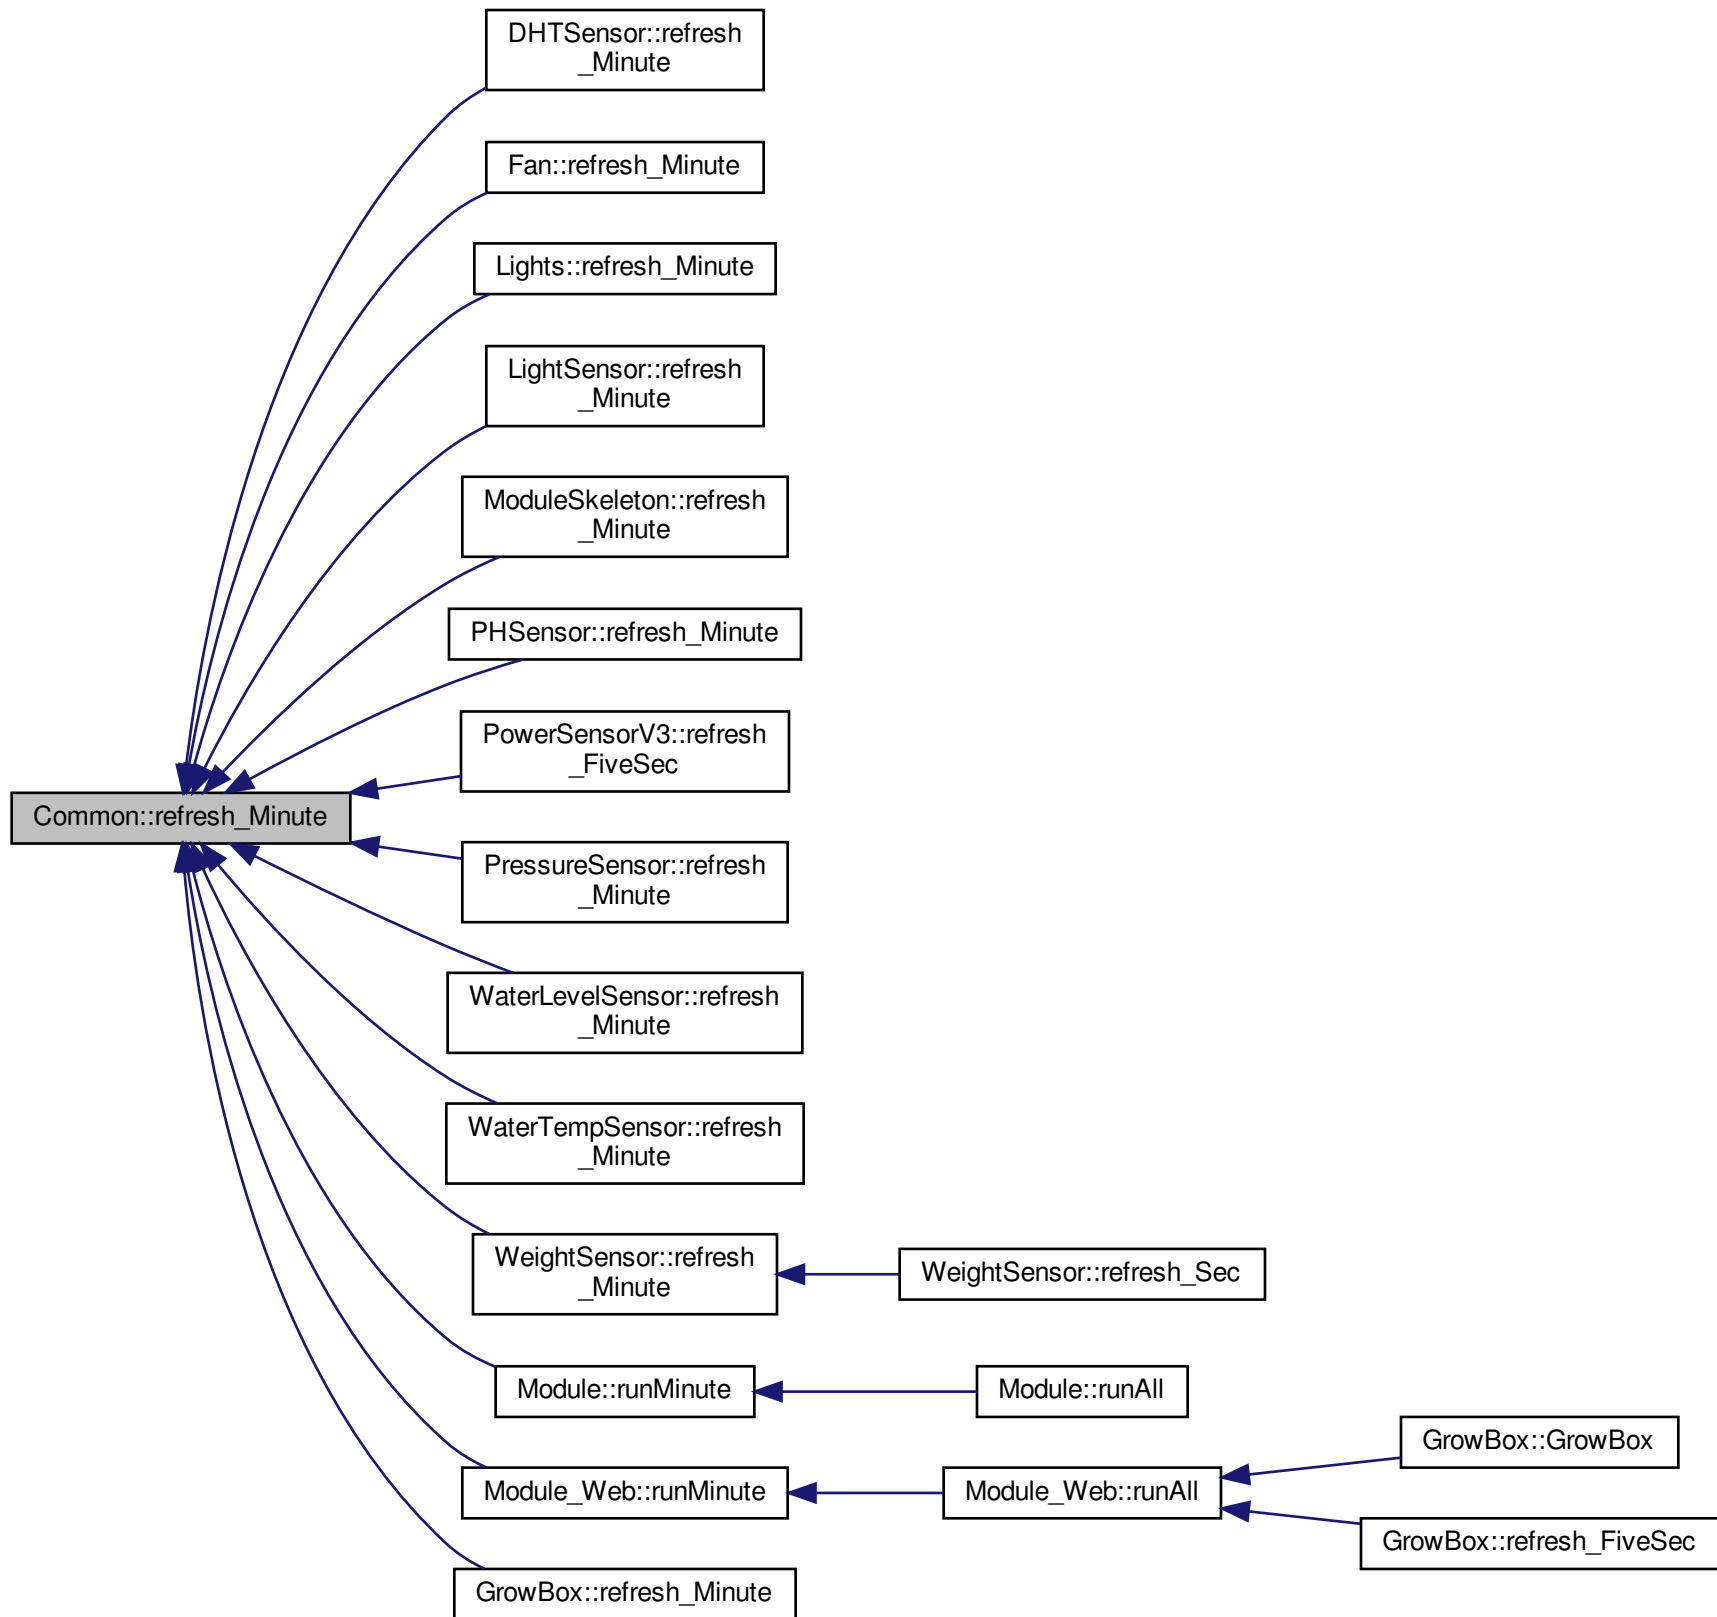 DHTSensor::refresh
_Minute
Fan::refresh_Minute
Lights::refresh_Minute
LightSensor::refresh
_Minute
ModuleSkeleton::refresh
_Minute
PHSensor::refresh_Minute
PowerSensorV3::refresh
_FiveSec
Common::refresh_Minute
PressureSensor::refresh
_Minute
WaterLevelSensor::refresh
_Minute
WaterTempSensor::refresh
_Minute
WeightSensor::refresh
_Minute
WeightSensor::refresh_Sec
Module::runMinute
Module::runAll
GrowBox::GrowBox
Module_Web::runMinute
Module_Web::runAll
GrowBox::refresh_FiveSec
GrowBox::refresh_Minute